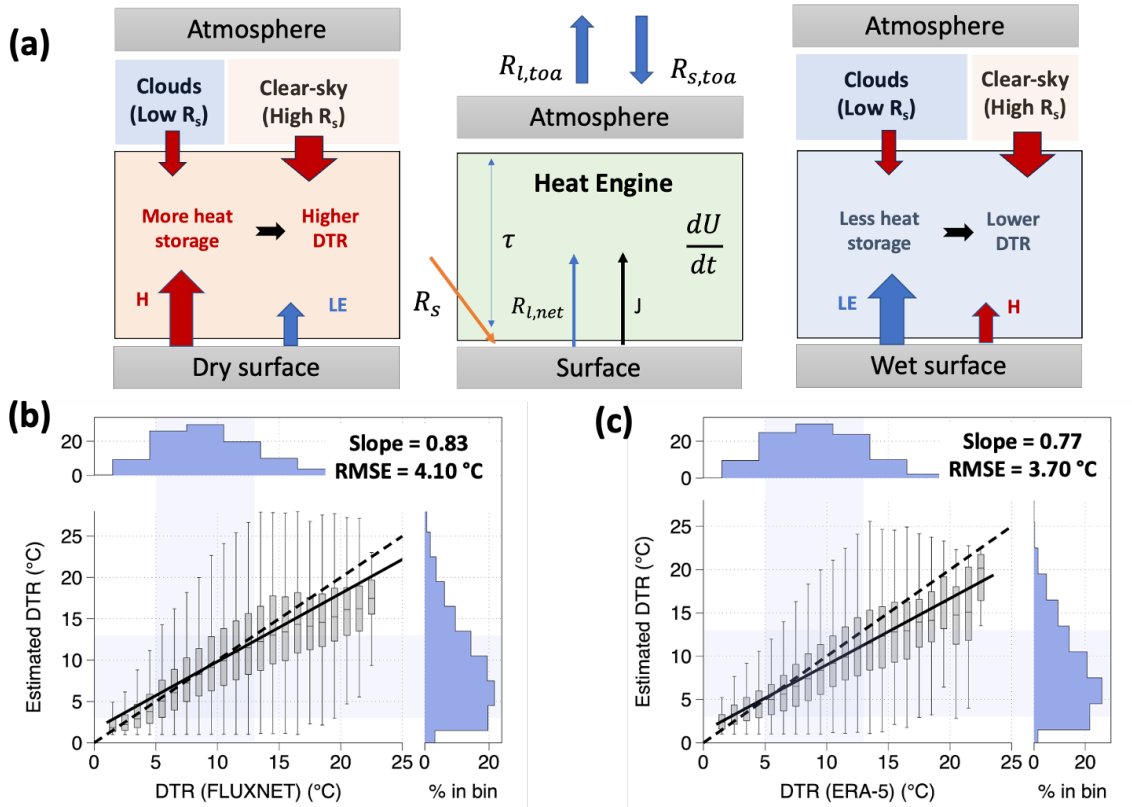 (a)
Atmosphere
Clouds
(Low Rs)
Clear-sky
(High Rs)
More heat
storage
Higher
DTR
H
LE
Dry surface
Rl,toa
Rs,toa
Atmosphere
Heat Engine
τ
dU
dt
Rs
Rl,net
J
Surface
Atmosphere
Clouds
(Low Rs)
Clear-sky
(High Rs)
Less heat
storage
Lower
DTR
LE
H
Wet surface
(b)
20
0
Slope = 0.83
RMSE = 4.10 °C
Estimated DTR (°C)
25
20
15
10
5
0
0 5 10 15 20 25
DTR (FLUXNET) (°C)
0 20
% in bin
(c)
20
0
Slope = 0.77
RMSE = 3.70 °C
Estimated DTR (°C)
25
20
15
10
5
0
0 5 10 15 20 25
DTR (ERA-5) (°C)
0 20
% in bin